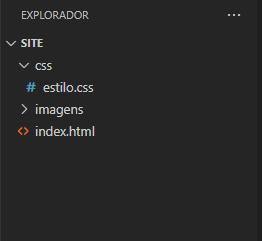 EXPLORADOR ...
SITE
css
# estilo.css
imagens
<> index.html